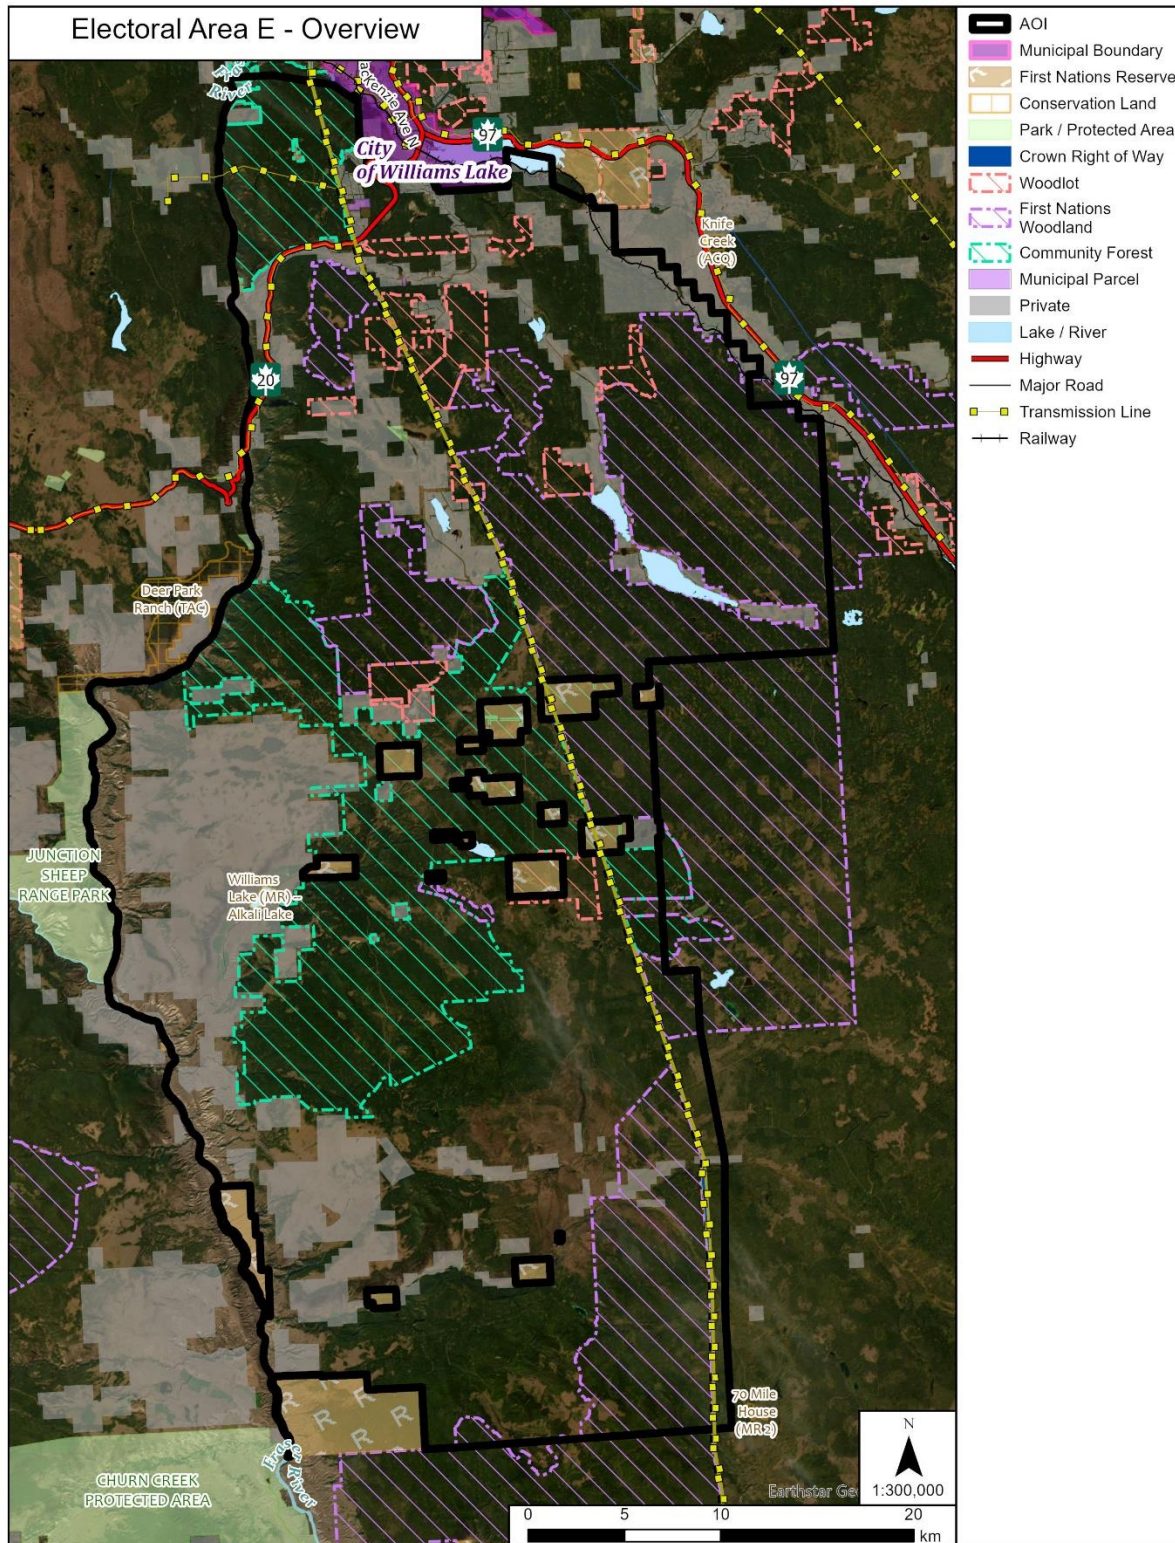 Electoral Area E - Overview
Fraser
River
MacKenzie Ave N
97
City
of Williams Lake
R
Knife
Creek
(ACQ)
20
97
Deer Park
Ranch (TAC)
R
JUNCTION
SHEEP
RANGE PARK
Williams
Lake (MR) --
Alkali Lake
R
R
R
R
R
R
70 Mile
House
(MR 2)
Fraser River
CHURN CREEK
PROTECTED AREA
N
1:300,000
0 5 10 20
km
AOI
Municipal Boundary
First Nations Reserve
Conservation Land
Park / Protected Area
Crown Right of Way
Woodlot
First Nations
Woodland
Community Forest
Municipal Parcel
Private
Lake / River
Highway
Major Road
Transmission Line
Railway